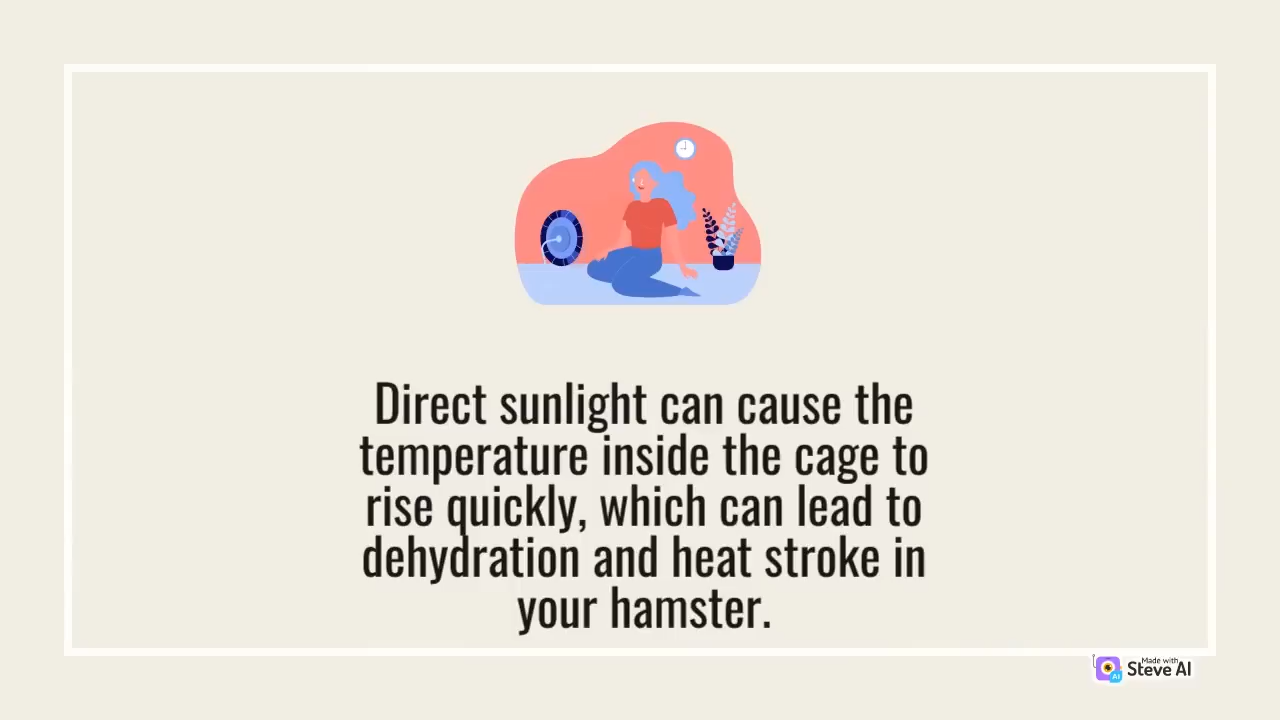 Direct sunlight can cause the
temperature inside the cage to
rise quickly, which can lead to
dehydration and heat stroke in
your hamster.
Made with
Steve AI
AI